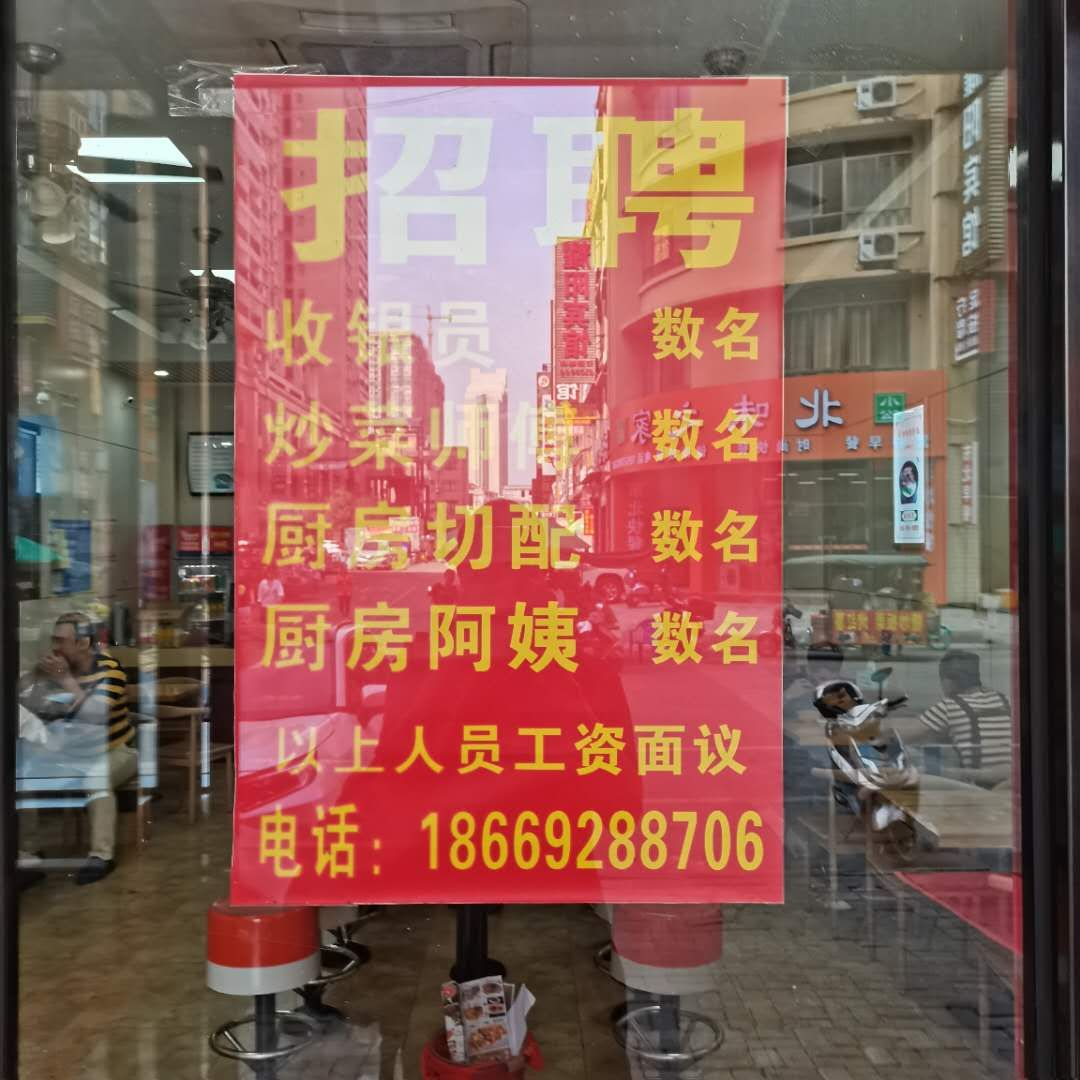 招聘
收银员 数名
炒菜师傅 数名
厨房切配 数名
厨房阿姨 数名
以上人员工资面议
电话：18669288706